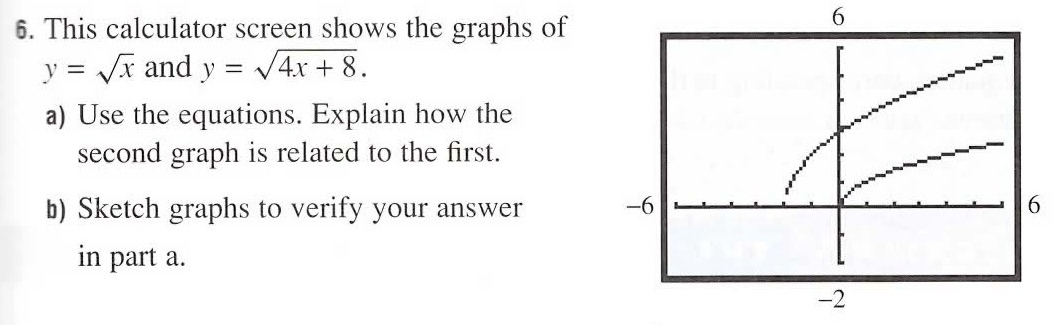 6. This calculator screen shows the graphs of
y = √x and y = √(4x + 8).
a) Use the equations. Explain how the
second graph is related to the first.
b) Sketch graphs to verify your answer
in part a.
6
−6
6
−2